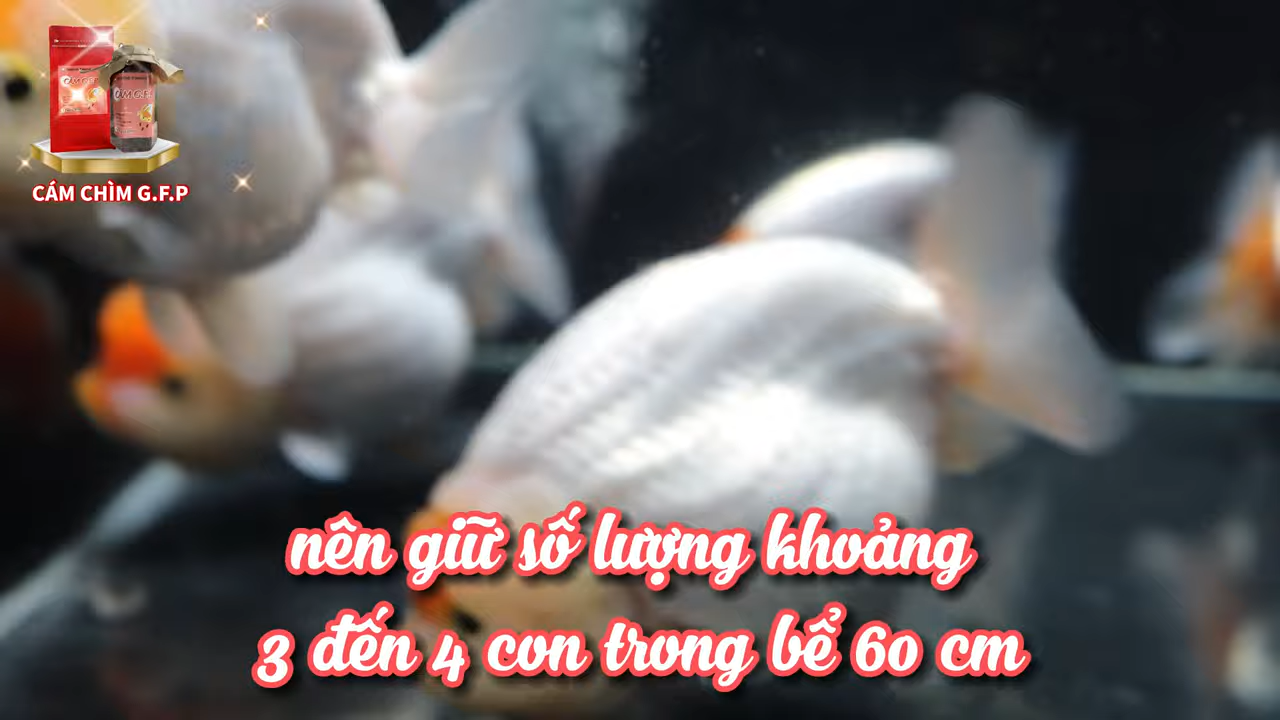 CÁM CHÌM G.F.P
nên giữ số lượng khoảng
3 đến 4 con trong bể 60 cm